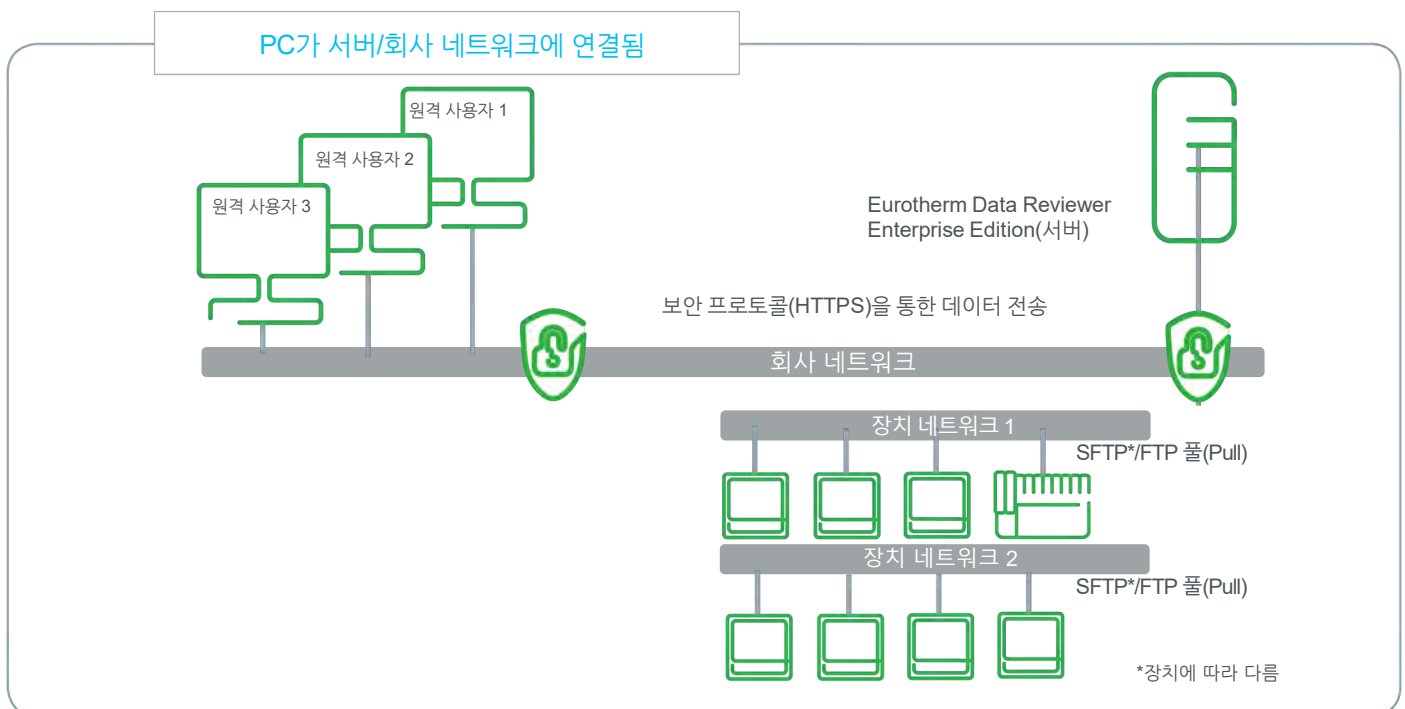 PC가 서버/회사 네트워크에 연결됨
원격 사용자 1
원격 사용자 2
원격 사용자 3
Eurotherm Data Reviewer
Enterprise Edition(서버)
보안 프로토콜(HTTPS)을 통한 데이터 전송
회사 네트워크
장치 네트워크 1
SFTP*/FTP 풀(Pull)
장치 네트워크 2
SFTP*/FTP 풀(Pull)
*장치에 따라 다름